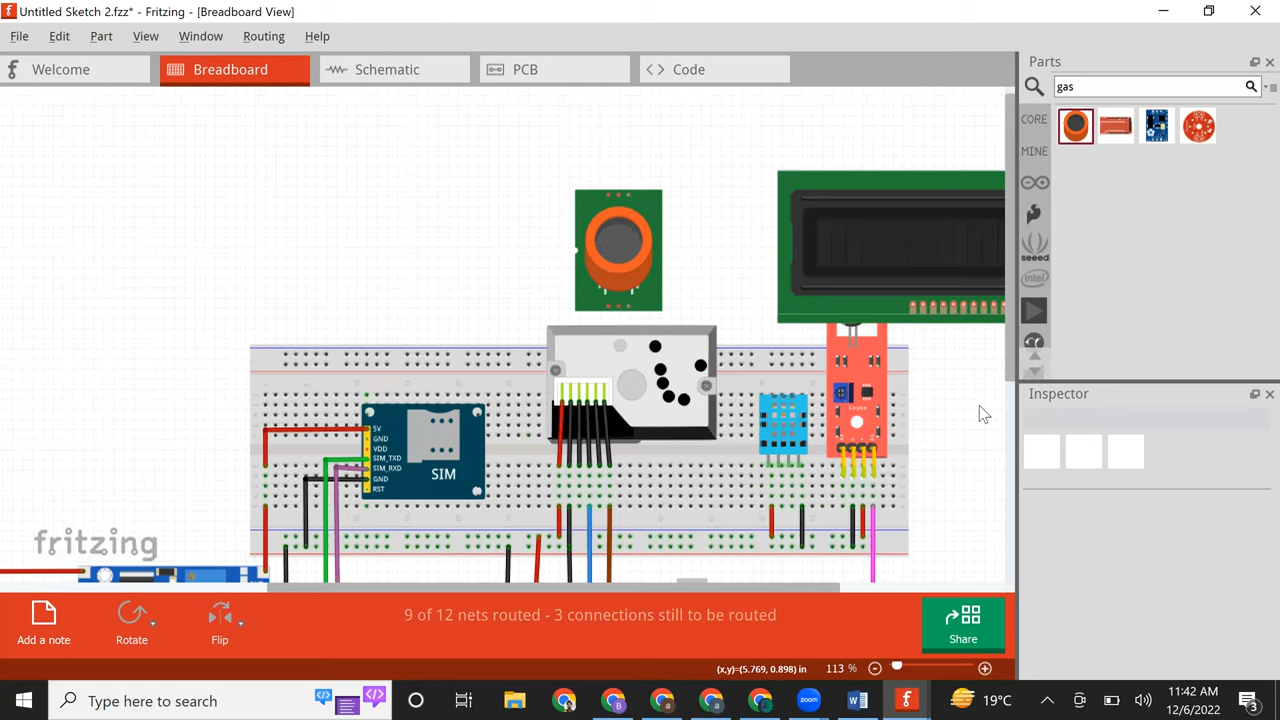 Untitled Sketch 2.fzz* - Fritzing - [Breadboard View]
File Edit Part View Window Routing Help
Welcome Breadboard Schematic PCB Code
Parts
gas
CORE
MINE
seeed
intel
Inspector
5V
GND
VDD
SIM_TXD
SIM_RXD
GND
RST
SIM
fritzing
Add a note
Rotate
Flip
9 of 12 nets routed - 3 connections still to be routed
Share
(x,y)=(5.769, 0.898) in 113 %
Type here to search
19°C
11:42 AM
12/6/2022
3